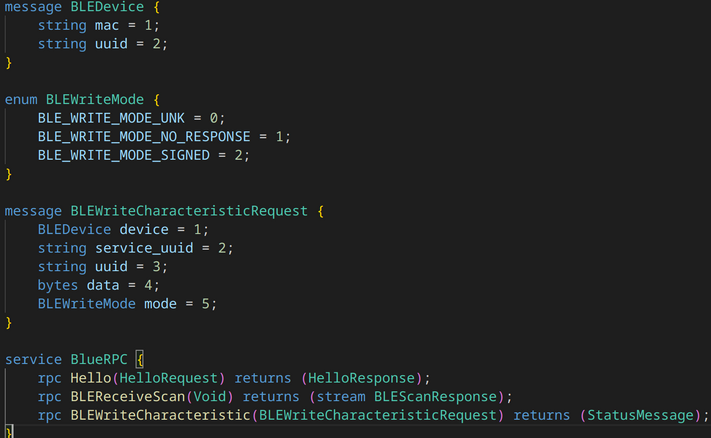 message BLEDevice {
    string mac = 1;
    string uuid = 2;
}

enum BLEWriteMode {
    BLE_WRITE_MODE_UNK = 0;
    BLE_WRITE_MODE_NO_RESPONSE = 1;
    BLE_WRITE_MODE_SIGNED = 2;
}

message BLEWriteCharacteristicRequest {
    BLEDevice device = 1;
    string service_uuid = 2;
    string uuid = 3;
    bytes data = 4;
    BLEWriteMode mode = 5;
}

service BlueRPC {
    rpc Hello(HelloRequest) returns (HelloResponse);
    rpc BLEReceiveScan(Void) returns (stream BLEScanResponse);
    rpc BLEWriteCharacteristic(BLEWriteCharacteristicRequest) returns (StatusMessage);
}